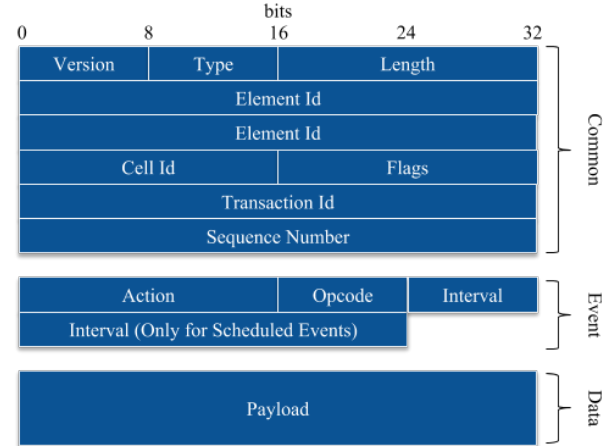 bits
0 8 16 24 32
Version Type Length
Element Id
Element Id
Cell Id Flags
Transaction Id
Sequence Number
Common
Action Opcode Interval
Interval (Only for Scheduled Events)
Event
Payload
Data